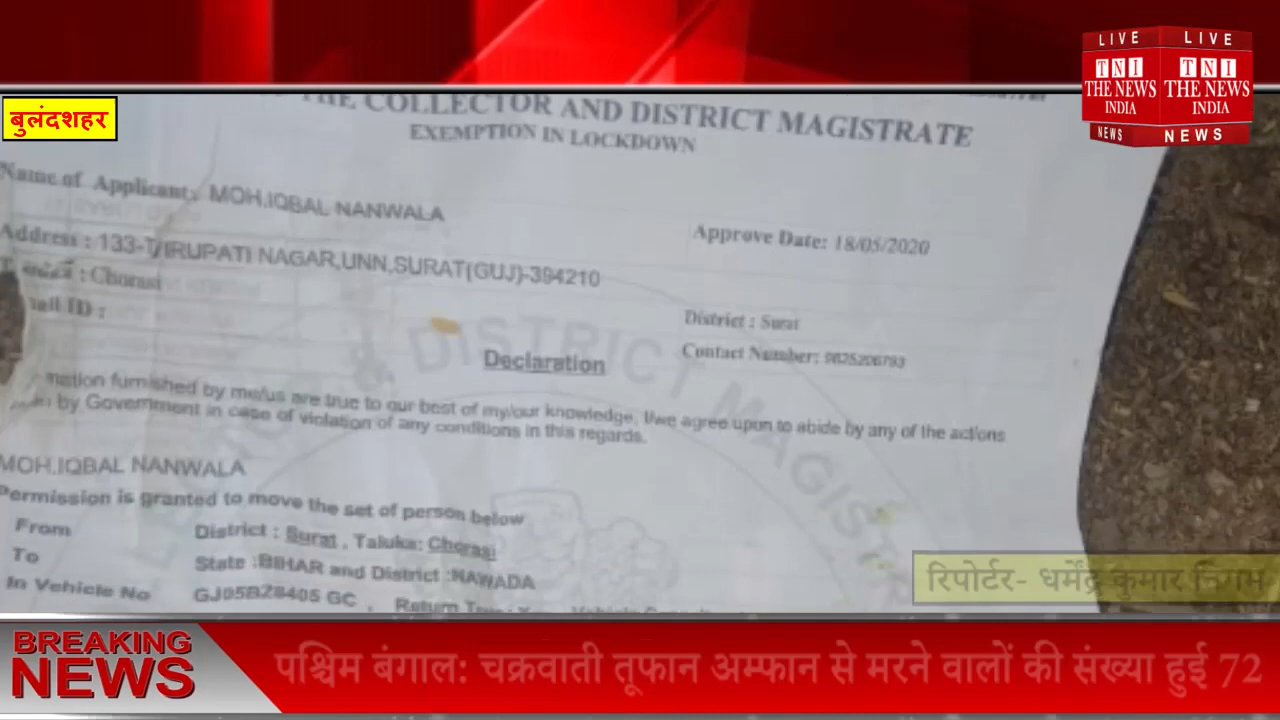 LIVE LIVE
TNI TNI
THE NEWS THE NEWS
INDIA INDIA
NEWS NEWS
बुलंदशहर
THE COLLECTOR AND DISTRICT MAGISTRATE
EXEMPTION IN LOCKDOWN
Name of Applicant: MOH.IQBAL NANWALA
Approve Date: 18/05/2020
Address : 133-TIRUPATI NAGAR,UNN,SURAT(GUJ)-394210
: Chorasi
ID :
District : Surat
Contact Number:
DISTRICT MAGIST
Declaration
furnished by me/us are true to our best of my/our knowledge, I/we agree upon to abide by any of the actions
by Government in case of violation of any conditions in this regards.
MOH.IQBAL NANWALA
Permission is granted to move the set of person below
From District : Surat , Taluka: Chorasi
To State :BIHAR and District :NAWADA
In Vehicle No GJ05BZ8405 GC , Return
रिपोर्टर- धर्मेंद्र कुमार निगम
BREAKING
NEWS
पश्चिम बंगाल: चक्रवाती तूफान अम्फान से मरने वालों की संख्या हुई 72